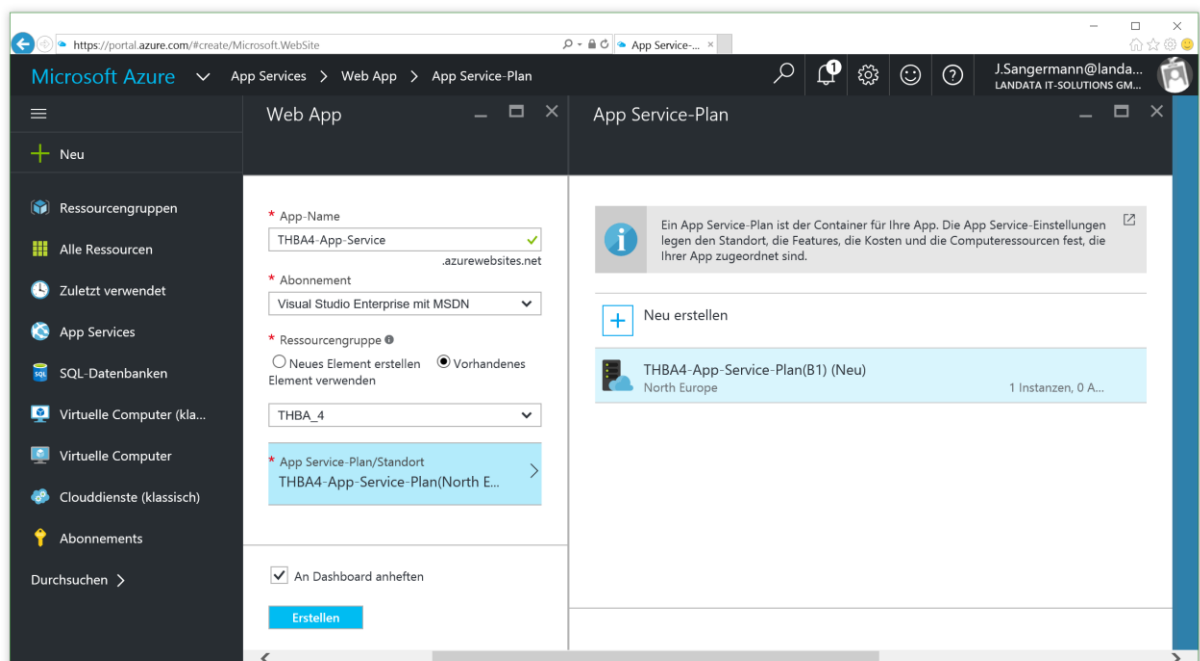 https://portal.azure.com/#create/Microsoft.WebSite
App Service-...
Microsoft Azure
App Services > Web App > App Service-Plan
1
J.Sangermann@landa...
LANDATA IT-SOLUTIONS GM...
Neu
Ressourcengruppen
Alle Ressourcen
Zuletzt verwendet
App Services
SQL
SQL-Datenbanken
Virtuelle Computer (kla...
Virtuelle Computer
Clouddienste (klassisch)
Abonnements
Durchsuchen >
Web App
* App-Name
THBA4-App-Service
.azurewebsites.net
* Abonnement
Visual Studio Enterprise mit MSDN
* Ressourcengruppe
Neues Element erstellen Vorhandenes
Element verwenden
THBA_4
* App Service-Plan/Standort
THBA4-App-Service-Plan(North E...
An Dashboard anheften
Erstellen
App Service-Plan
Ein App Service-Plan ist der Container für Ihre App. Die App Service-Einstellungen
legen den Standort, die Features, die Kosten und die Computeressourcen fest, die
Ihrer App zugeordnet sind.
Neu erstellen
THBA4-App-Service-Plan(B1) (Neu)
North Europe 1 Instanzen, 0 A...